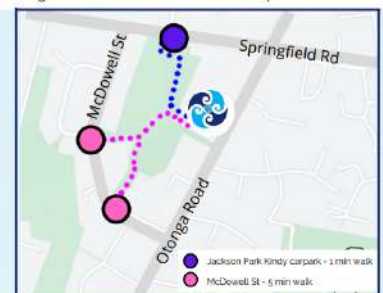 Springfield Rd
McDowell St
Otonga Road
Jackson Park Kindy carpark - 1 min walk
McDowell St - 5 min walk